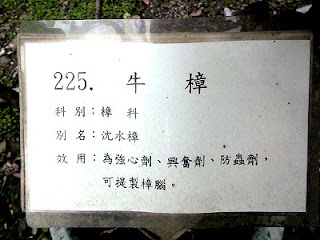 225. 牛 樟
科 別：樟 科
別 名：沈水樟
效 用：為強心劑、興奮劑、防蟲劑，
可提製樟腦。